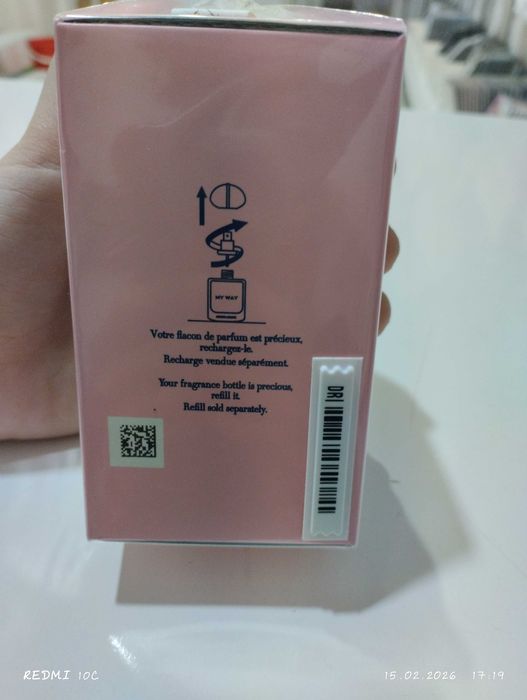 MY WAY
Votre flacon de parfum est précieux,
rechargez-le.
Recharge vendue séparément.
Your fragrance bottle is precious,
refill it.
Refill sold separately.
DRI
REDMI 10C
15.02.2026 17:19